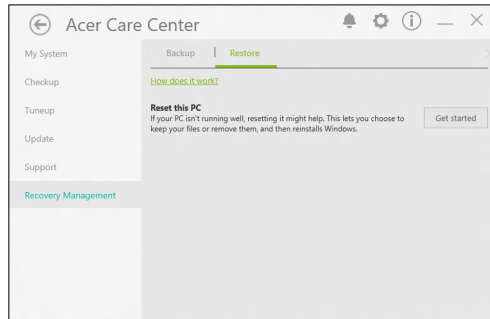 Acer Care Center
My System
Backup
Restore
Checkup
How does it work?
Tuneup
Reset this PC
If your PC isn't running well, resetting it might help. This lets you choose to
keep your files or remove them, and then reinstalls Windows.
Get started
Update
Support
Recovery Management